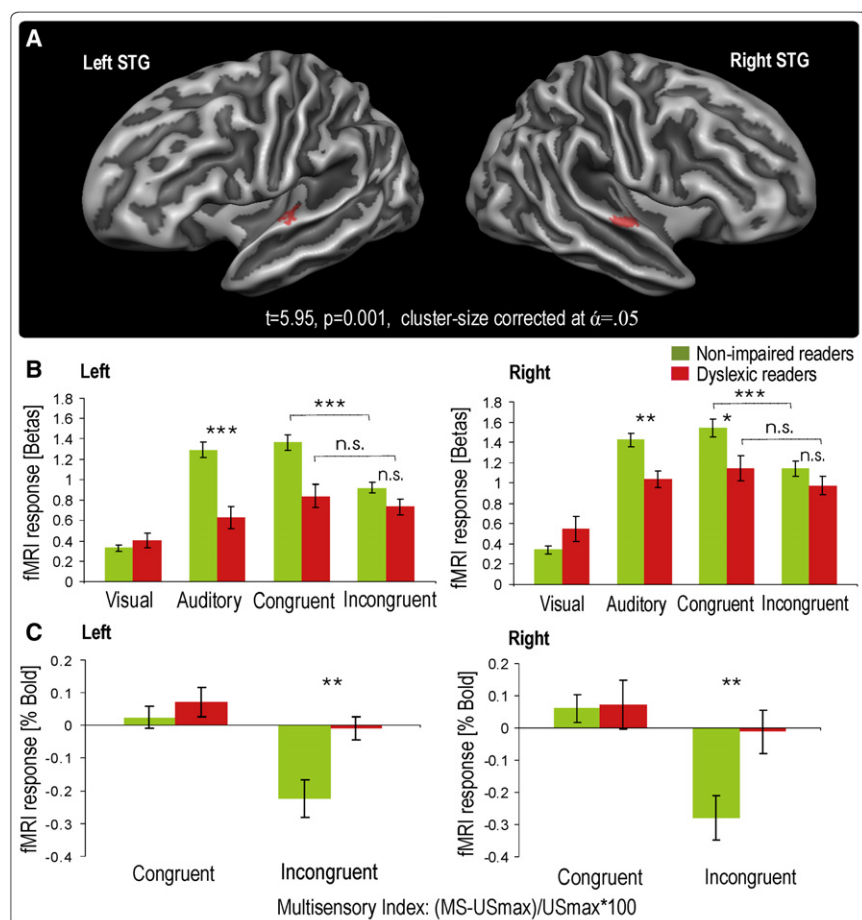 A
Left STG
Right STG
t=5.95, p=0.001, cluster-size corrected at ά=.05
Non-impaired readers
Dyslexic readers
B
Left
fMRI response [Betas]
1.8
1.6
1.4
1.2
1
0.8
0.6
0.4
0.2
0
***
***
n.s.
n.s.
Visual
Auditory
Congruent
Incongruent
Right
fMRI response [Betas]
1.8
1.6
1.4
1.2
1
0.8
0.6
0.4
0.2
0
**
*
***
n.s.
n.s.
Visual
Auditory
Congruent
Incongruent
C
Left
fMRI response [% Bold]
0.2
0.1
0
-0.1
-0.2
-0.3
-0.4
**
Congruent
Incongruent
Right
fMRI response [% Bold]
0.2
0.1
0
-0.1
-0.2
-0.3
-0.4
**
Congruent
Incongruent
Multisensory Index: (MS-USmax)/USmax*100